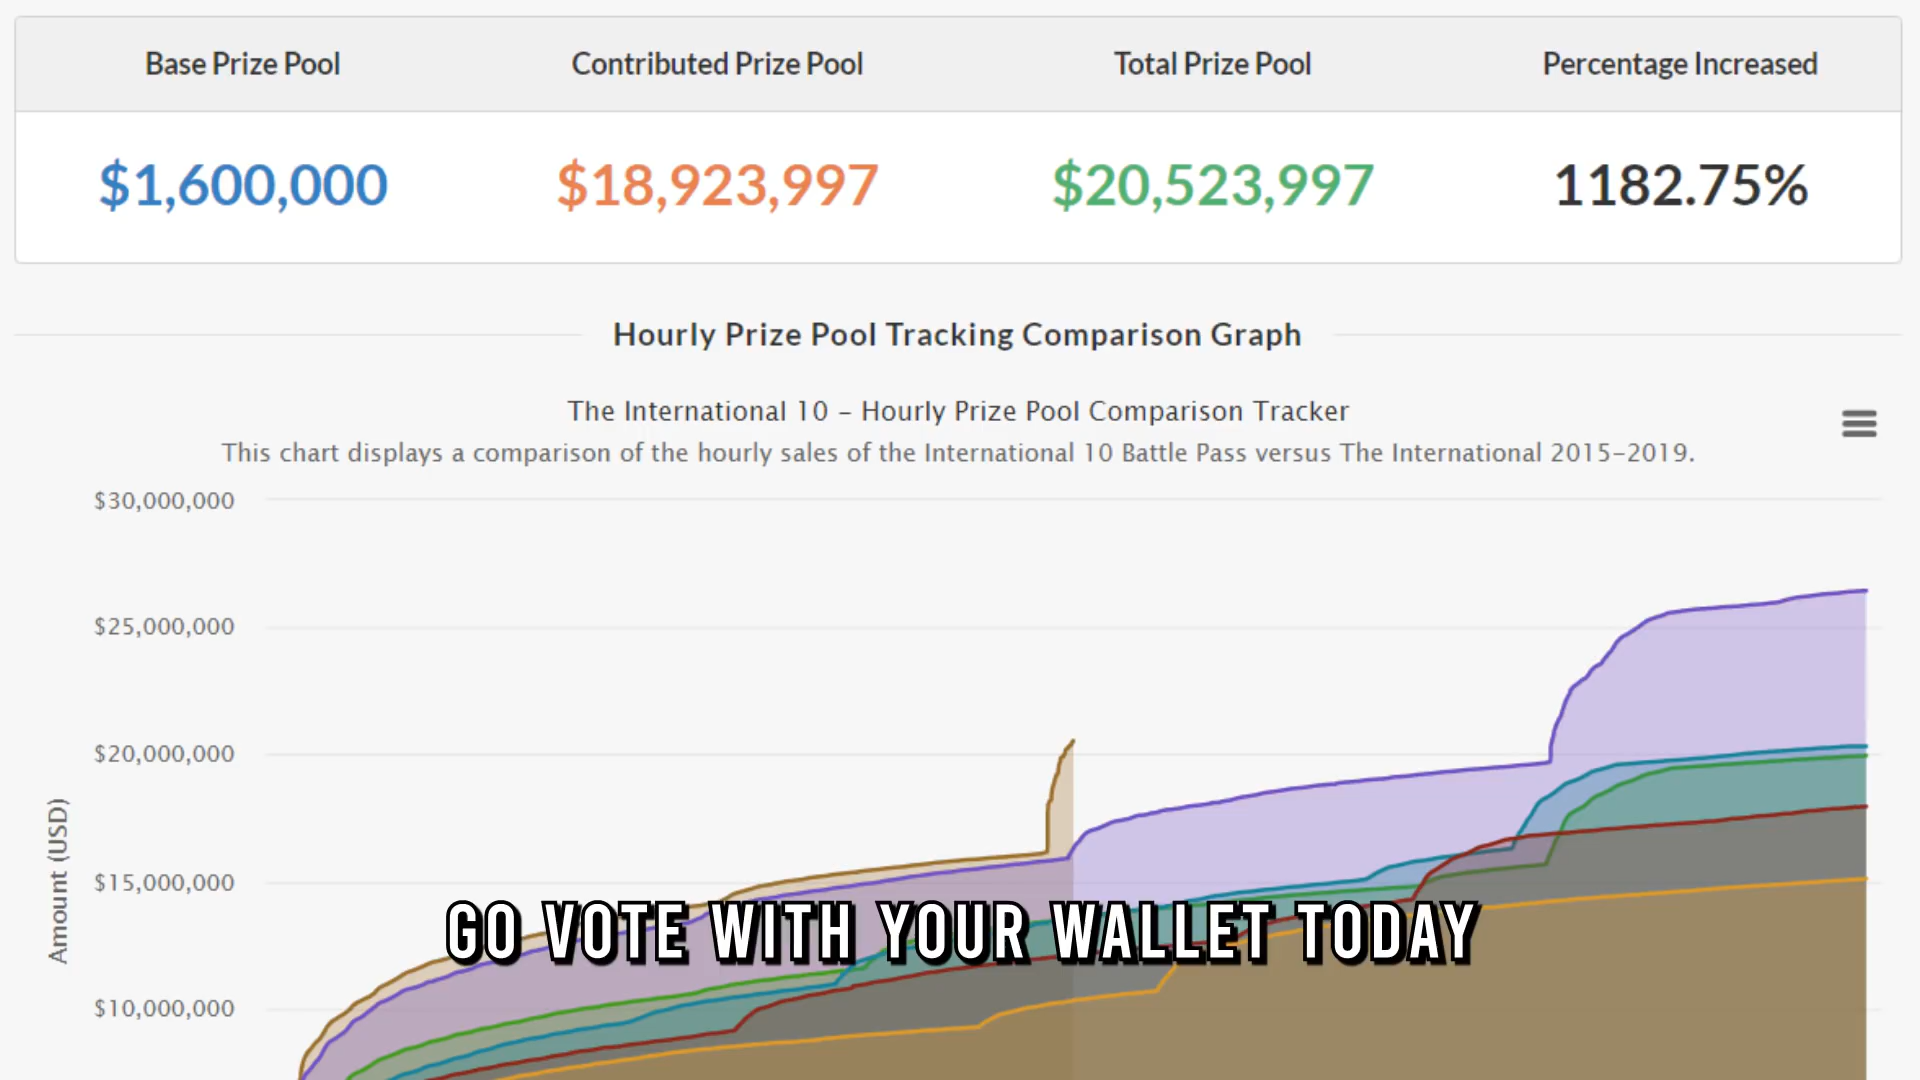 Base Prize Pool Contributed Prize Pool Total Prize Pool Percentage Increased
$1,600,000 $18,923,997 $20,523,997 1182.75%
Hourly Prize Pool Tracking Comparison Graph
The International 10 – Hourly Prize Pool Comparison Tracker
This chart displays a comparison of the hourly sales of the International 10 Battle Pass versus The International 2015–2019.
$30,000,000
$25,000,000
$20,000,000
$15,000,000
$10,000,000
Amount (USD)
GO VOTE WITH YOUR WALLET TODAY